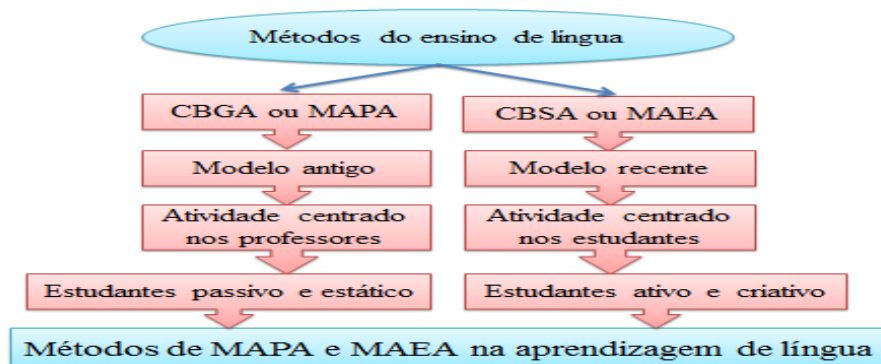 Métodos do ensino de língua
CBGA ou MAPA
CBSA ou MAEA
Modelo antigo
Modelo recente
Atividade centrado
nos professores
Atividade centrado
nos estudantes
Estudantes passivo e estático
Estudantes ativo e criativo
Métodos de MAPA e MAEA na aprendizagem de língua